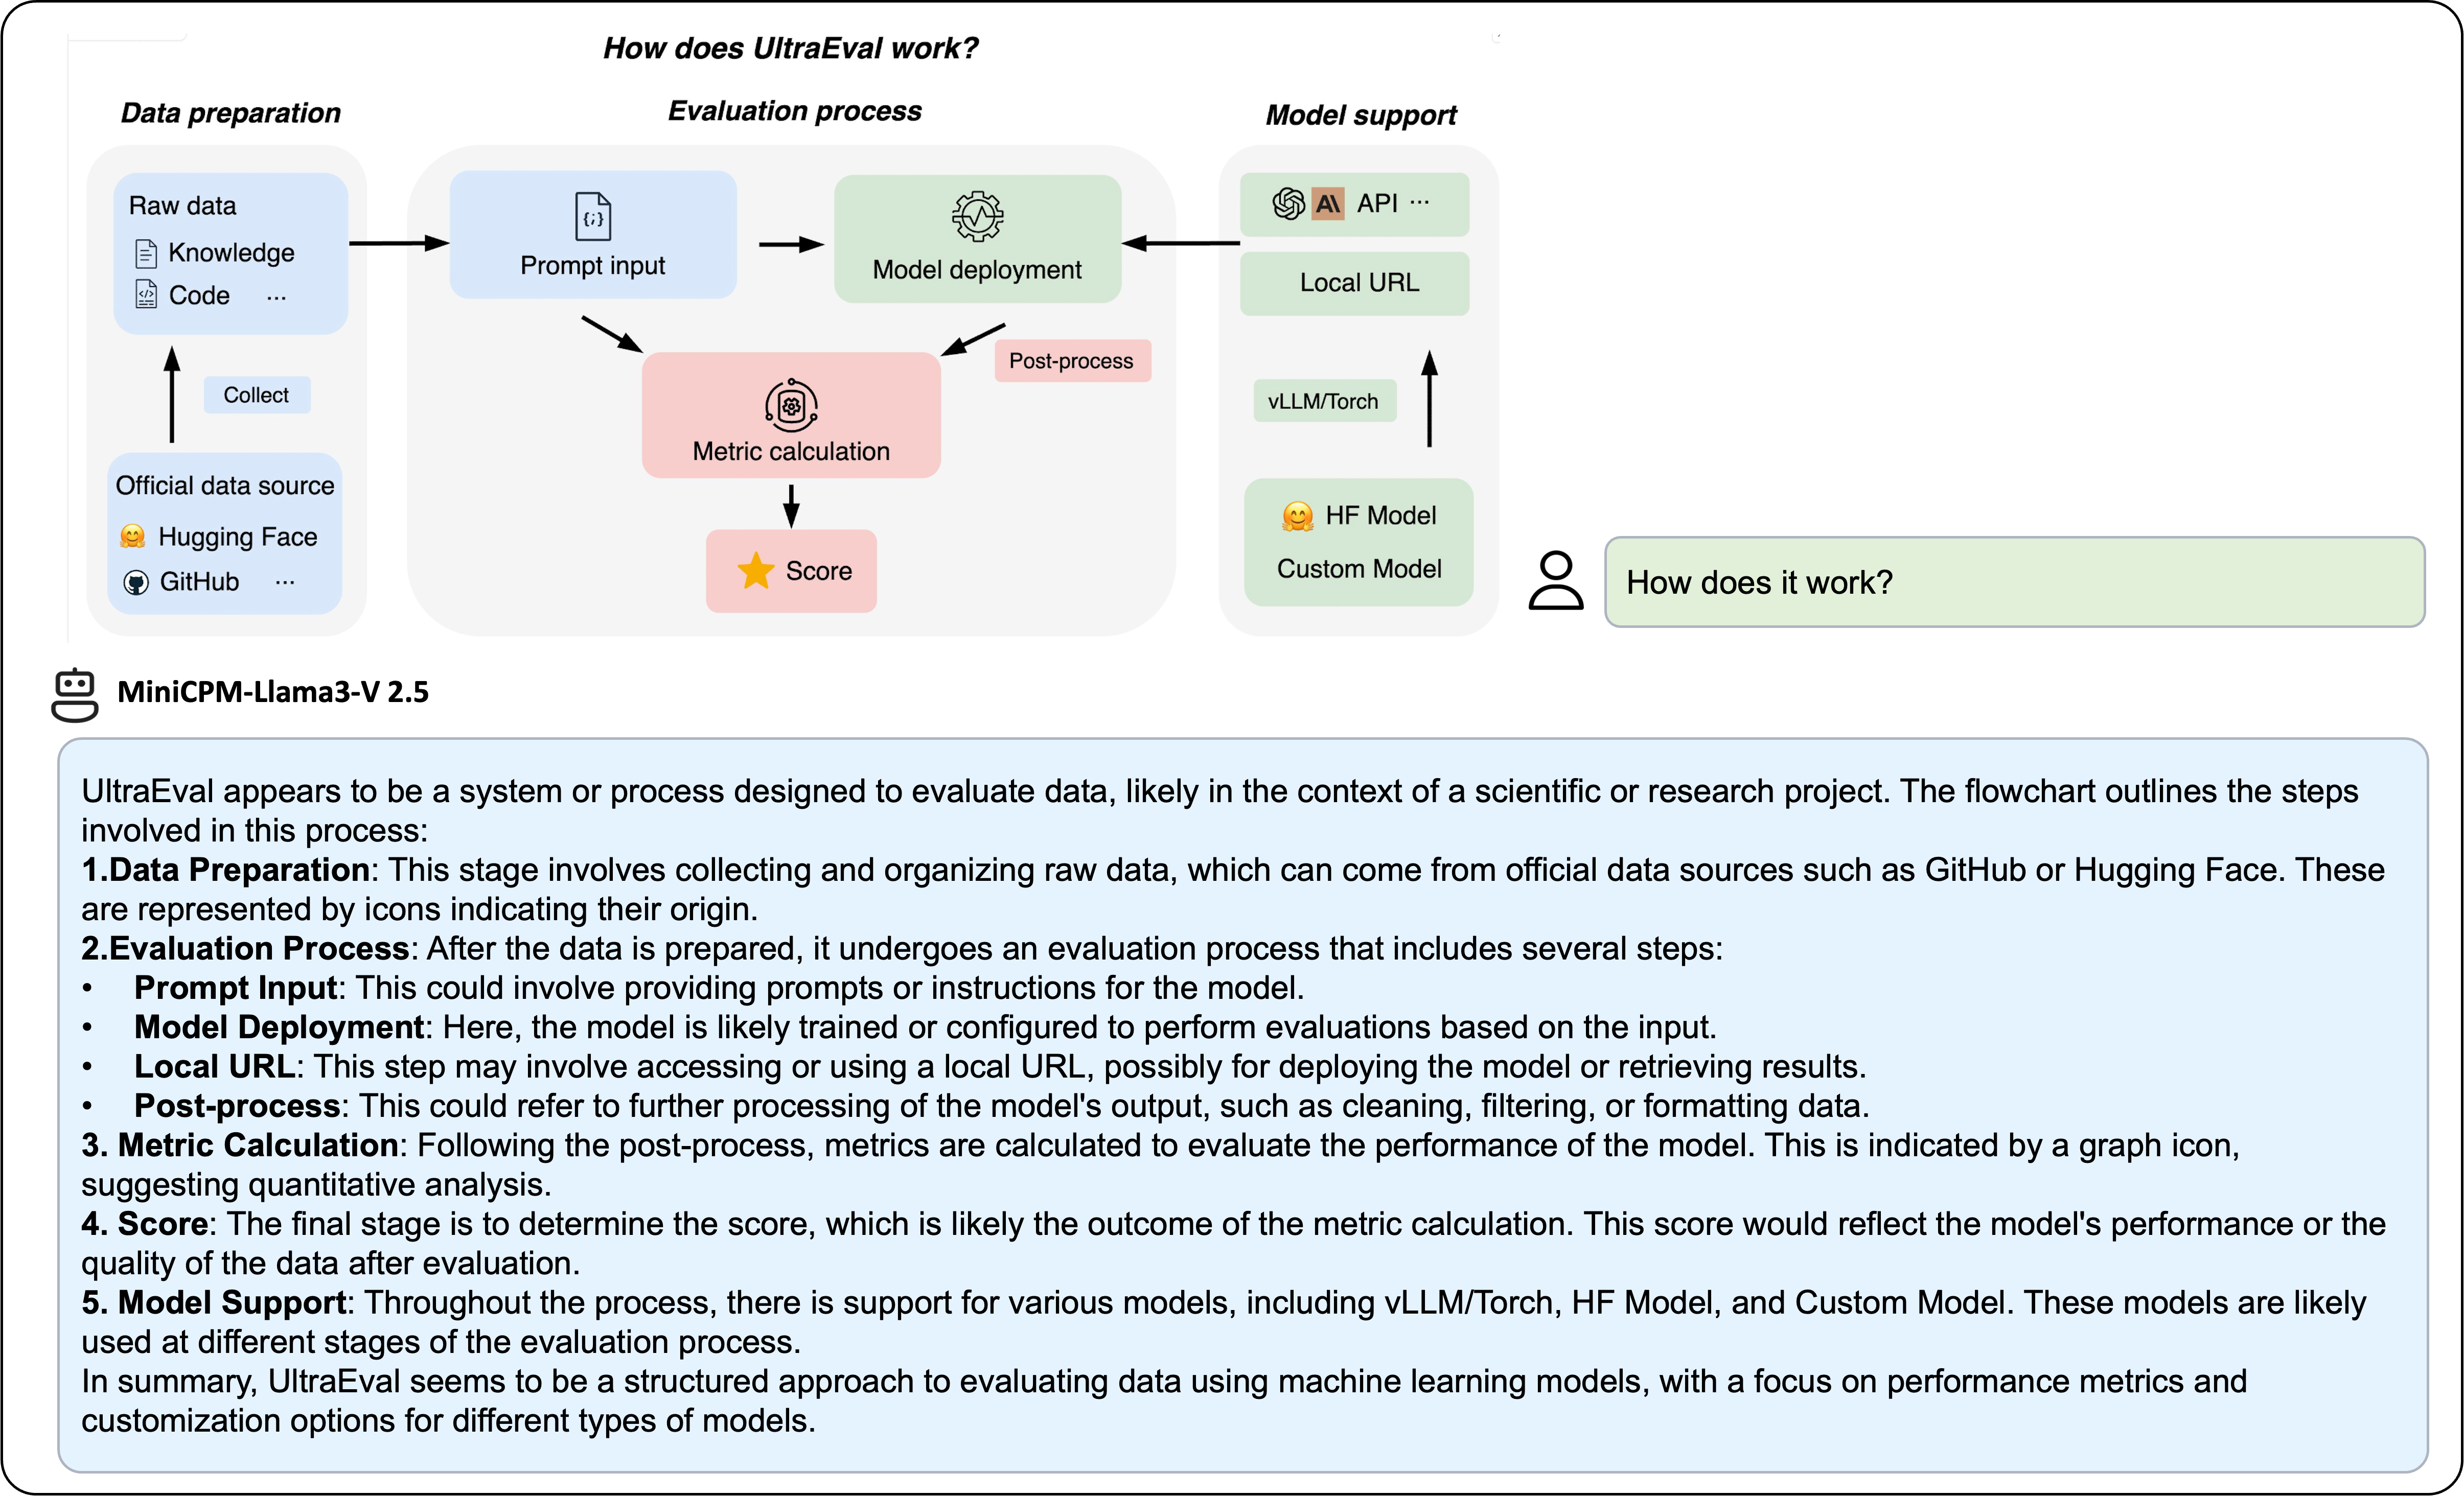 How does UltraEval work?
Data preparation
Evaluation process
Model support
Raw data
Knowledge
Code ...
Collect
Official data source
Hugging Face
GitHub ...
Prompt input
Model deployment
Post-process
Metric calculation
Score
API ...
Local URL
vLLM/Torch
HF Model
Custom Model
How does it work?
MiniCPM-Llama3-V 2.5
UltraEval appears to be a system or process designed to evaluate data, likely in the context of a scientific or research project. The flowchart outlines the steps
involved in this process:
1.Data Preparation: This stage involves collecting and organizing raw data, which can come from official data sources such as GitHub or Hugging Face. These
are represented by icons indicating their origin.
2.Evaluation Process: After the data is prepared, it undergoes an evaluation process that includes several steps:
• Prompt Input: This could involve providing prompts or instructions for the model.
• Model Deployment: Here, the model is likely trained or configured to perform evaluations based on the input.
• Local URL: This step may involve accessing or using a local URL, possibly for deploying the model or retrieving results.
• Post-process: This could refer to further processing of the model's output, such as cleaning, filtering, or formatting data.
3. Metric Calculation: Following the post-process, metrics are calculated to evaluate the performance of the model. This is indicated by a graph icon,
suggesting quantitative analysis.
4. Score: The final stage is to determine the score, which is likely the outcome of the metric calculation. This score would reflect the model's performance or the
quality of the data after evaluation.
5. Model Support: Throughout the process, there is support for various models, including vLLM/Torch, HF Model, and Custom Model. These models are likely
used at different stages of the evaluation process.
In summary, UltraEval seems to be a structured approach to evaluating data using machine learning models, with a focus on performance metrics and
customization options for different types of models.